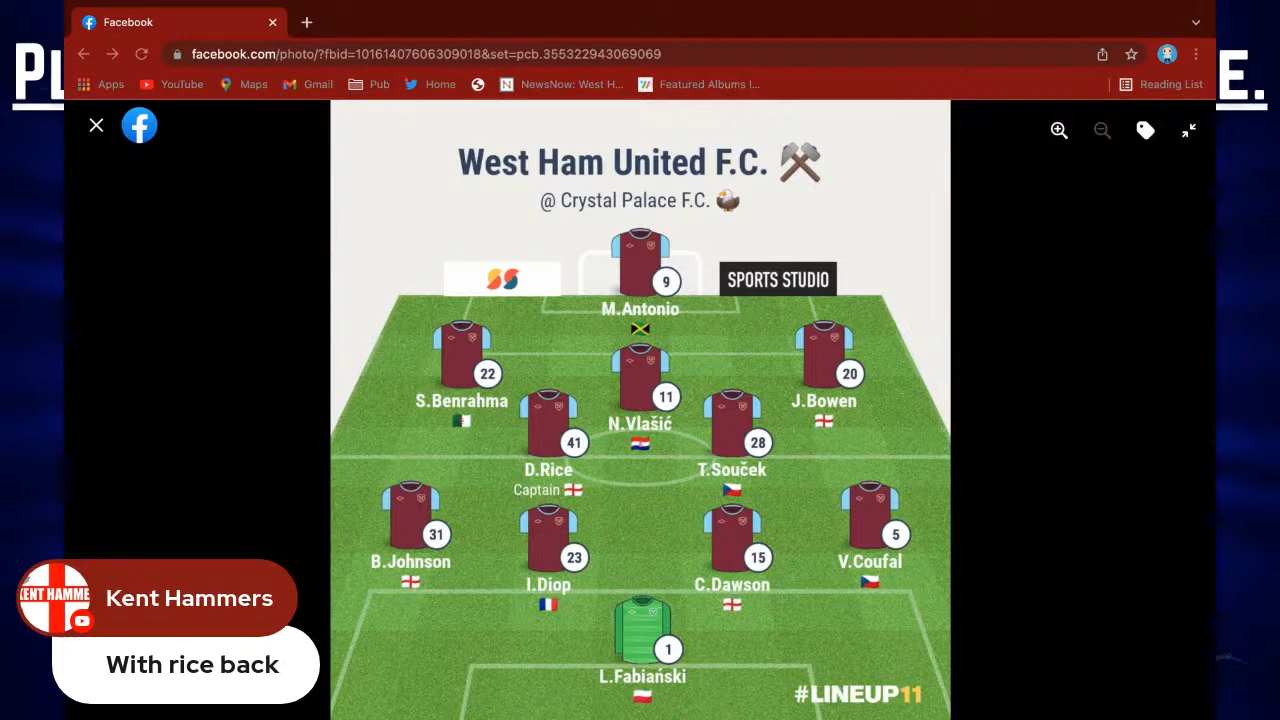 Facebook
facebook.com/photo/?fbid=10161407606309018&set=pcb.355322943069069
Apps YouTube Maps Gmail Pub Home NewsNow: West H... Featured Albums I... Reading List
PL
E.
West Ham United F.C.
@ Crystal Palace F.C.
SPORTS STUDIO
9
M.Antonio
22
S.Benrahma
11
N.Vlašić
20
J.Bowen
41
D.Rice
Captain
28
T.Souček
31
B.Johnson
23
I.Diop
15
C.Dawson
5
V.Coufal
1
L.Fabiański
#LINEUP11
KENT HAMME
Kent Hammers
With rice back